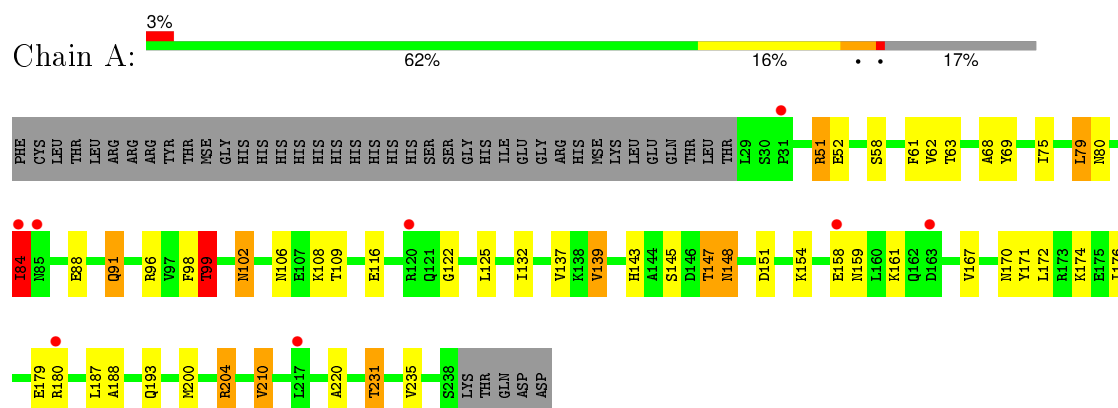 3%
Chain A:
62% 16% • • 17%
PHE CYS LEU THR LEU ARG ARG ARG TYR THR MSE GLY HIS HIS HIS HIS HIS HIS HIS HIS HIS HIS SER SER GLY HIS ILE GLU GLY ARG HIS MSE LYS LEU GLU GLN THR LEU THR L29 S30 P31 R51 E52 S58 F61 V62 T63 A68 Y69 I75 L79 N80
I84 N85 E88 Q91 R96 V97 F98 T99 N102 N106 E107 K108 T109 E116 R120 Q121 G122 L125 I132 V137 K138 V139 H143 A144 S145 D146 T147 N148 D151 K154 E158 N159 L160 K161 Q162 D163 V167 N170 Y171 L172 R173 K174 E175
E179 R180 L187 A188 Q193 M200 R204 V210 L217 A220 T231 V235 S238 LYS THR GLN ASP ASP